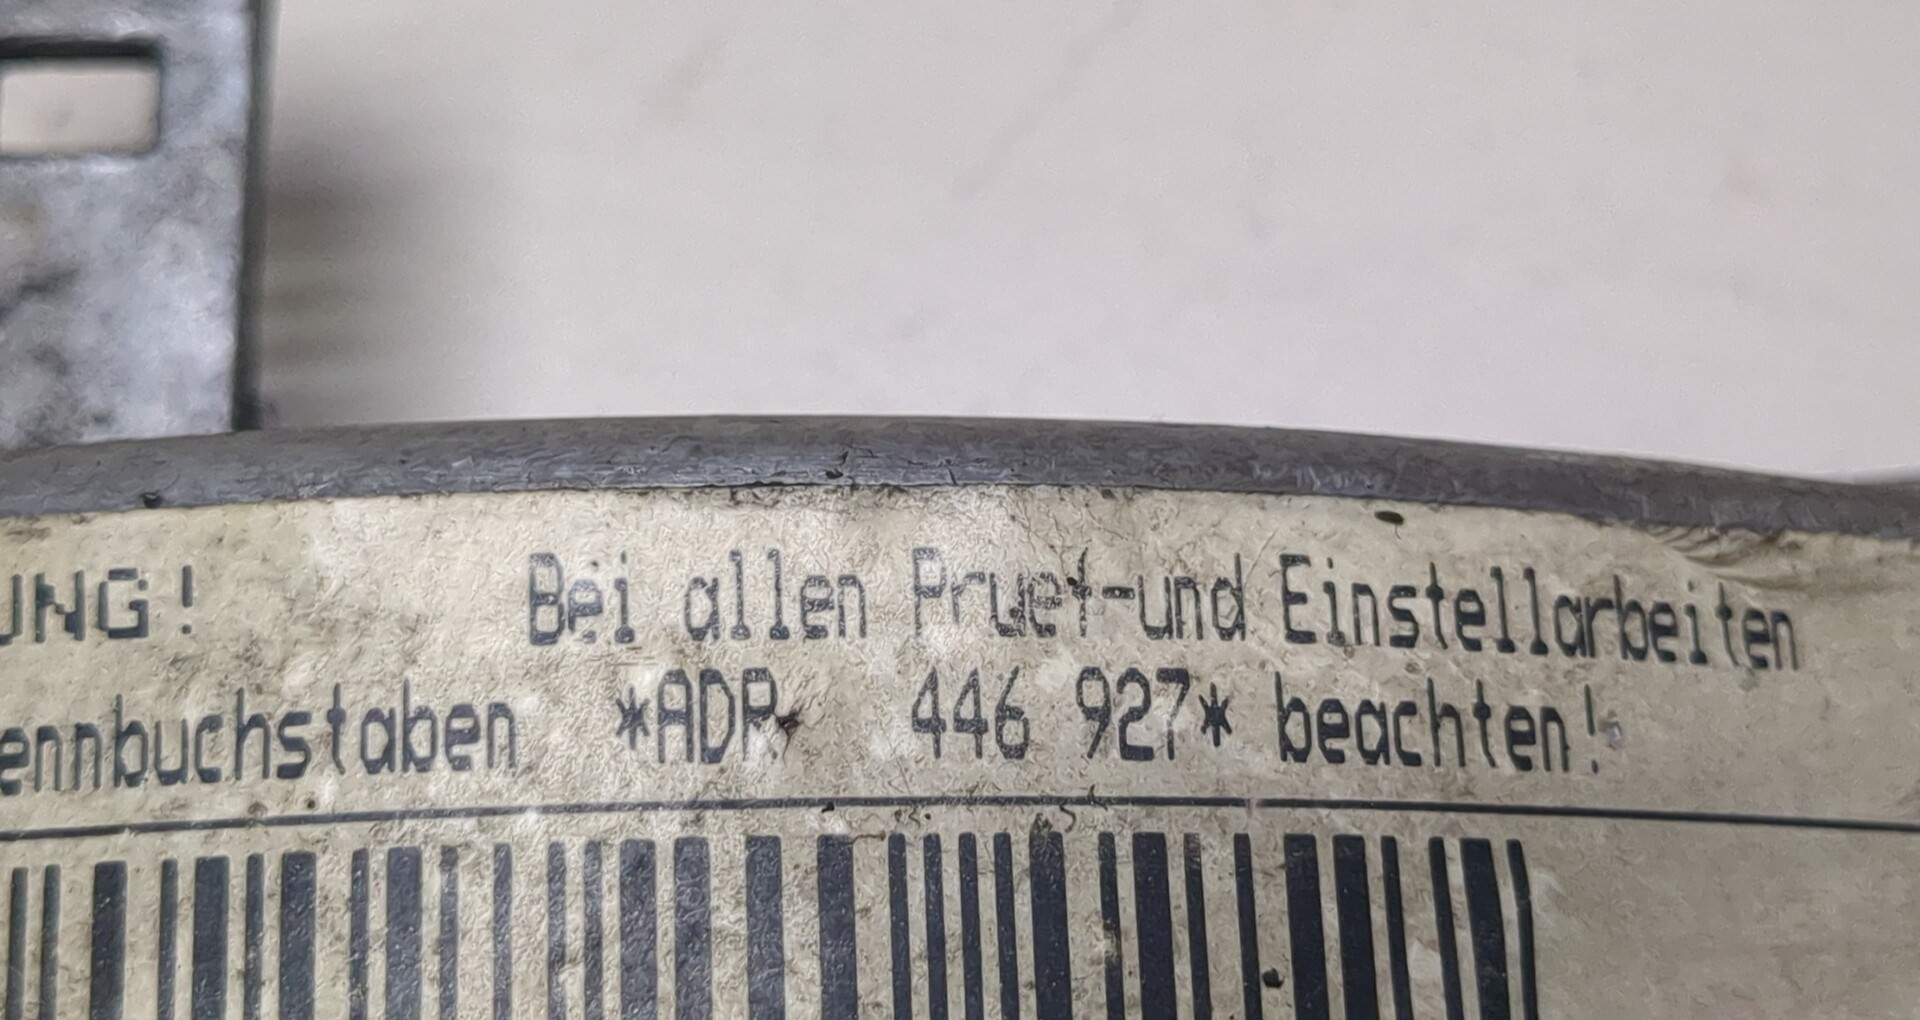 UNG! Bei allen Pruef-und Einstellarbeiten
ennbuchstaben *ADR 446 927* beachten!